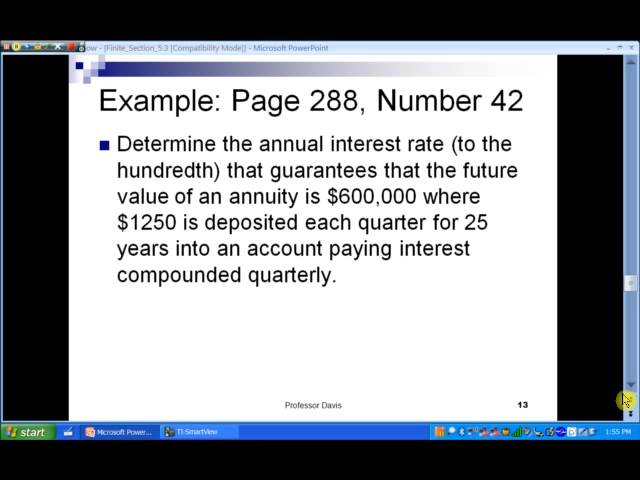 ow - [Finite_Section_5.3 [Compatibility Mode]] - Microsoft PowerPoint
Example: Page 288, Number 42
Determine the annual interest rate (to the
hundredth) that guarantees that the future
value of an annuity is $600,000 where
$1250 is deposited each quarter for 25
years into an account paying interest
compounded quarterly.
Professor Davis
13
start
Microsoft Power...
TI-SmartView
1:55 PM